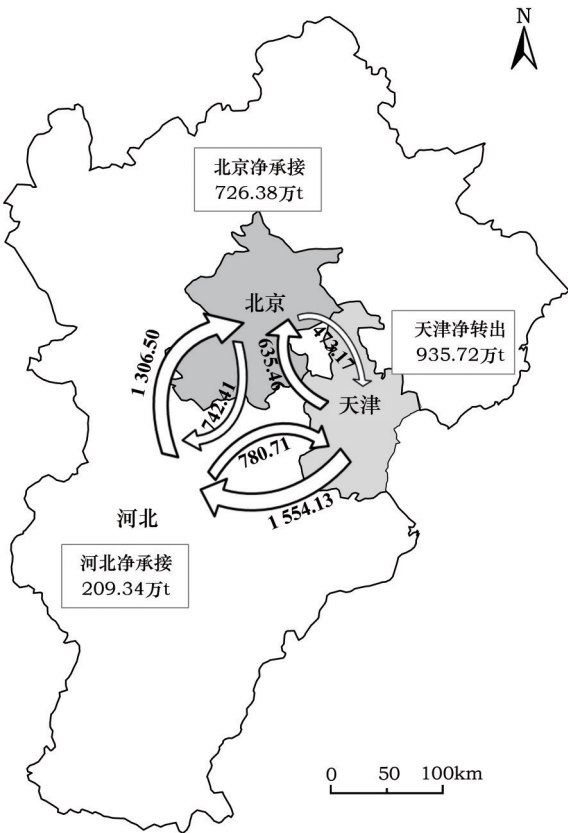 N
北京净承接
726.38万t
北京
473.17
天津净转出
935.72万t
1 306.50
635.46
742.41
天津
780.71
1 554.13
河北
河北净承接
209.34万t
0 50 100km